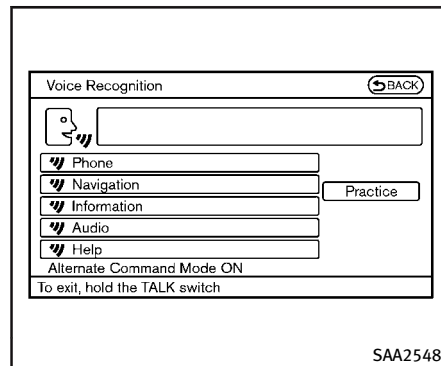 Voice Recognition
BACK
Phone
Navigation
Practice
Information
Audio
Help
Alternate Command Mode ON
To exit, hold the TALK switch
SAA2548